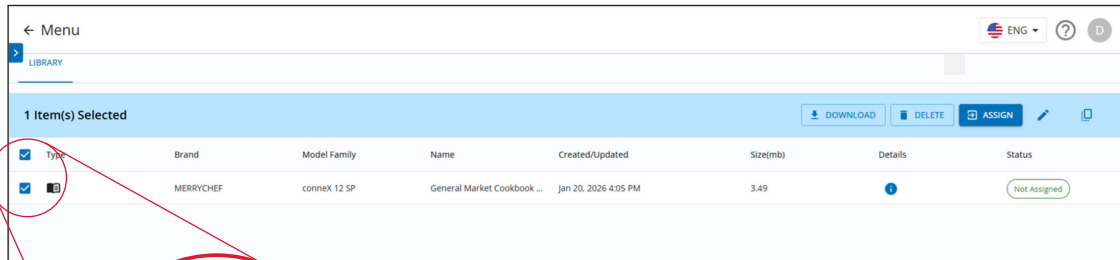 ← Menu
ENG
?
D
LIBRARY
1 Item(s) Selected
DOWNLOAD
DELETE
ASSIGN
Type Brand Model Family Name Created/Updated Size(mb) Details Status
MERRYCHEF conneX 12 SP General Market Cookbook ... Jan 20, 2026 4:05 PM 3.49 Not Assigned